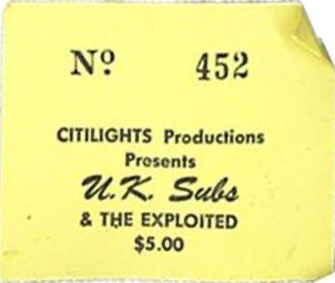 Nº 452
CITILIGHTS Productions
Presents
U.K. Subs
& THE EXPLOITED
$5.00